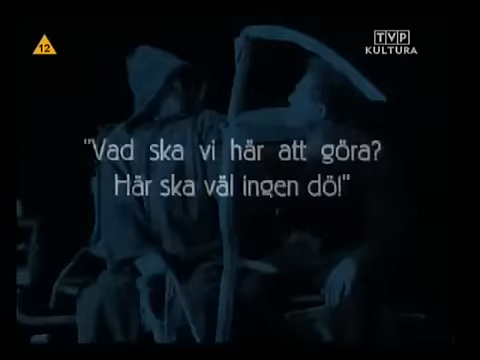 12
TVP
KULTURA
"Vad ska vi här att göra?
Här ska väl ingen dö!"